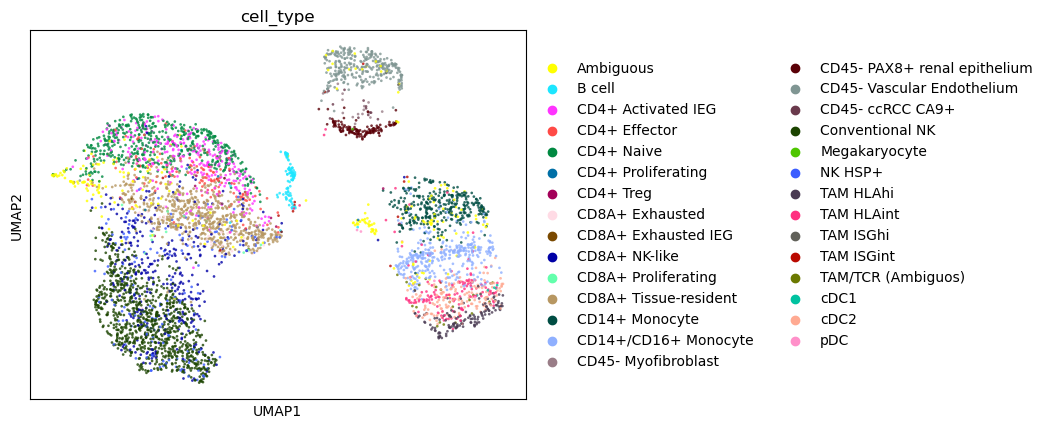 cell_type
UMAP2
UMAP1
Ambiguous
B cell
CD4+ Activated IEG
CD4+ Effector
CD4+ Naive
CD4+ Proliferating
CD4+ Treg
CD8A+ Exhausted
CD8A+ Exhausted IEG
CD8A+ NK-like
CD8A+ Proliferating
CD8A+ Tissue-resident
CD14+ Monocyte
CD14+/CD16+ Monocyte
CD45- Myofibroblast
CD45- PAX8+ renal epithelium
CD45- Vascular Endothelium
CD45- ccRCC CA9+
Conventional NK
Megakaryocyte
NK HSP+
TAM HLAhi
TAM HLAint
TAM ISGhi
TAM ISGint
TAM/TCR (Ambiguos)
cDC1
cDC2
pDC